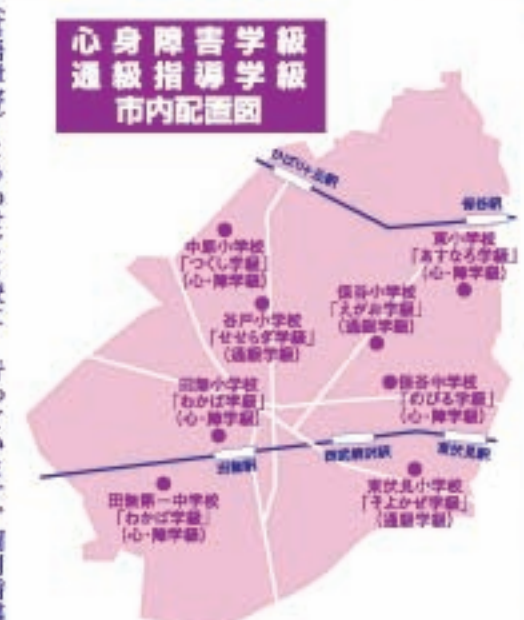 心身障害学級
通級指導学級
市内配置図
ひばりヶ丘駅
保谷駅
中原小学校
「つくし学級」
(心・障学級)
東小学校
「あすなろ学級」
(心・障学級)
谷戸小学校
「せせらぎ学級」
(通級学級)
保谷小学校
「えがお学級」
(通級学級)
田無小学校
「わかば学級」
(心・障学級)
保谷中学校
「のびる学級」
(心・障学級)
田無駅
西武柳沢駅
東伏見駅
田無第一中学校
「わかば学級」
(心・障学級)
東伏見小学校
「そよかぜ学級」
(通級学級)